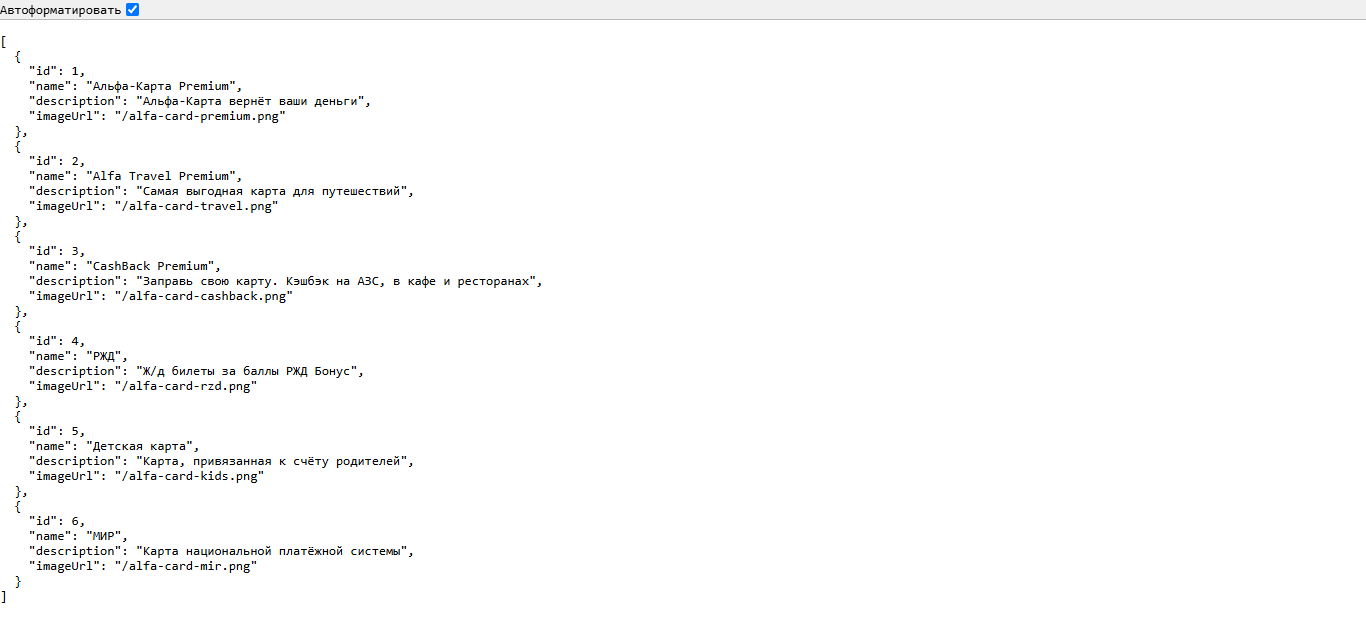 Автоформатировать
[
  {
    "id": 1,
    "name": "Альфа-Карта Premium",
    "description": "Альфа-Карта вернёт ваши деньги",
    "imageUrl": "/alfa-card-premium.png"
  },
  {
    "id": 2,
    "name": "Alfa Travel Premium",
    "description": "Самая выгодная карта для путешествий",
    "imageUrl": "/alfa-card-travel.png"
  },
  {
    "id": 3,
    "name": "CashBack Premium",
    "description": "Заправь свою карту. Кэшбэк на АЗС, в кафе и ресторанах",
    "imageUrl": "/alfa-card-cashback.png"
  },
  {
    "id": 4,
    "name": "РЖД",
    "description": "Ж/д билеты за баллы РЖД Бонус",
    "imageUrl": "/alfa-card-rzd.png"
  },
  {
    "id": 5,
    "name": "Детская карта",
    "description": "Карта, привязанная к счёту родителей",
    "imageUrl": "/alfa-card-kids.png"
  },
  {
    "id": 6,
    "name": "МИР",
    "description": "Карта национальной платёжной системы",
    "imageUrl": "/alfa-card-mir.png"
  }
]